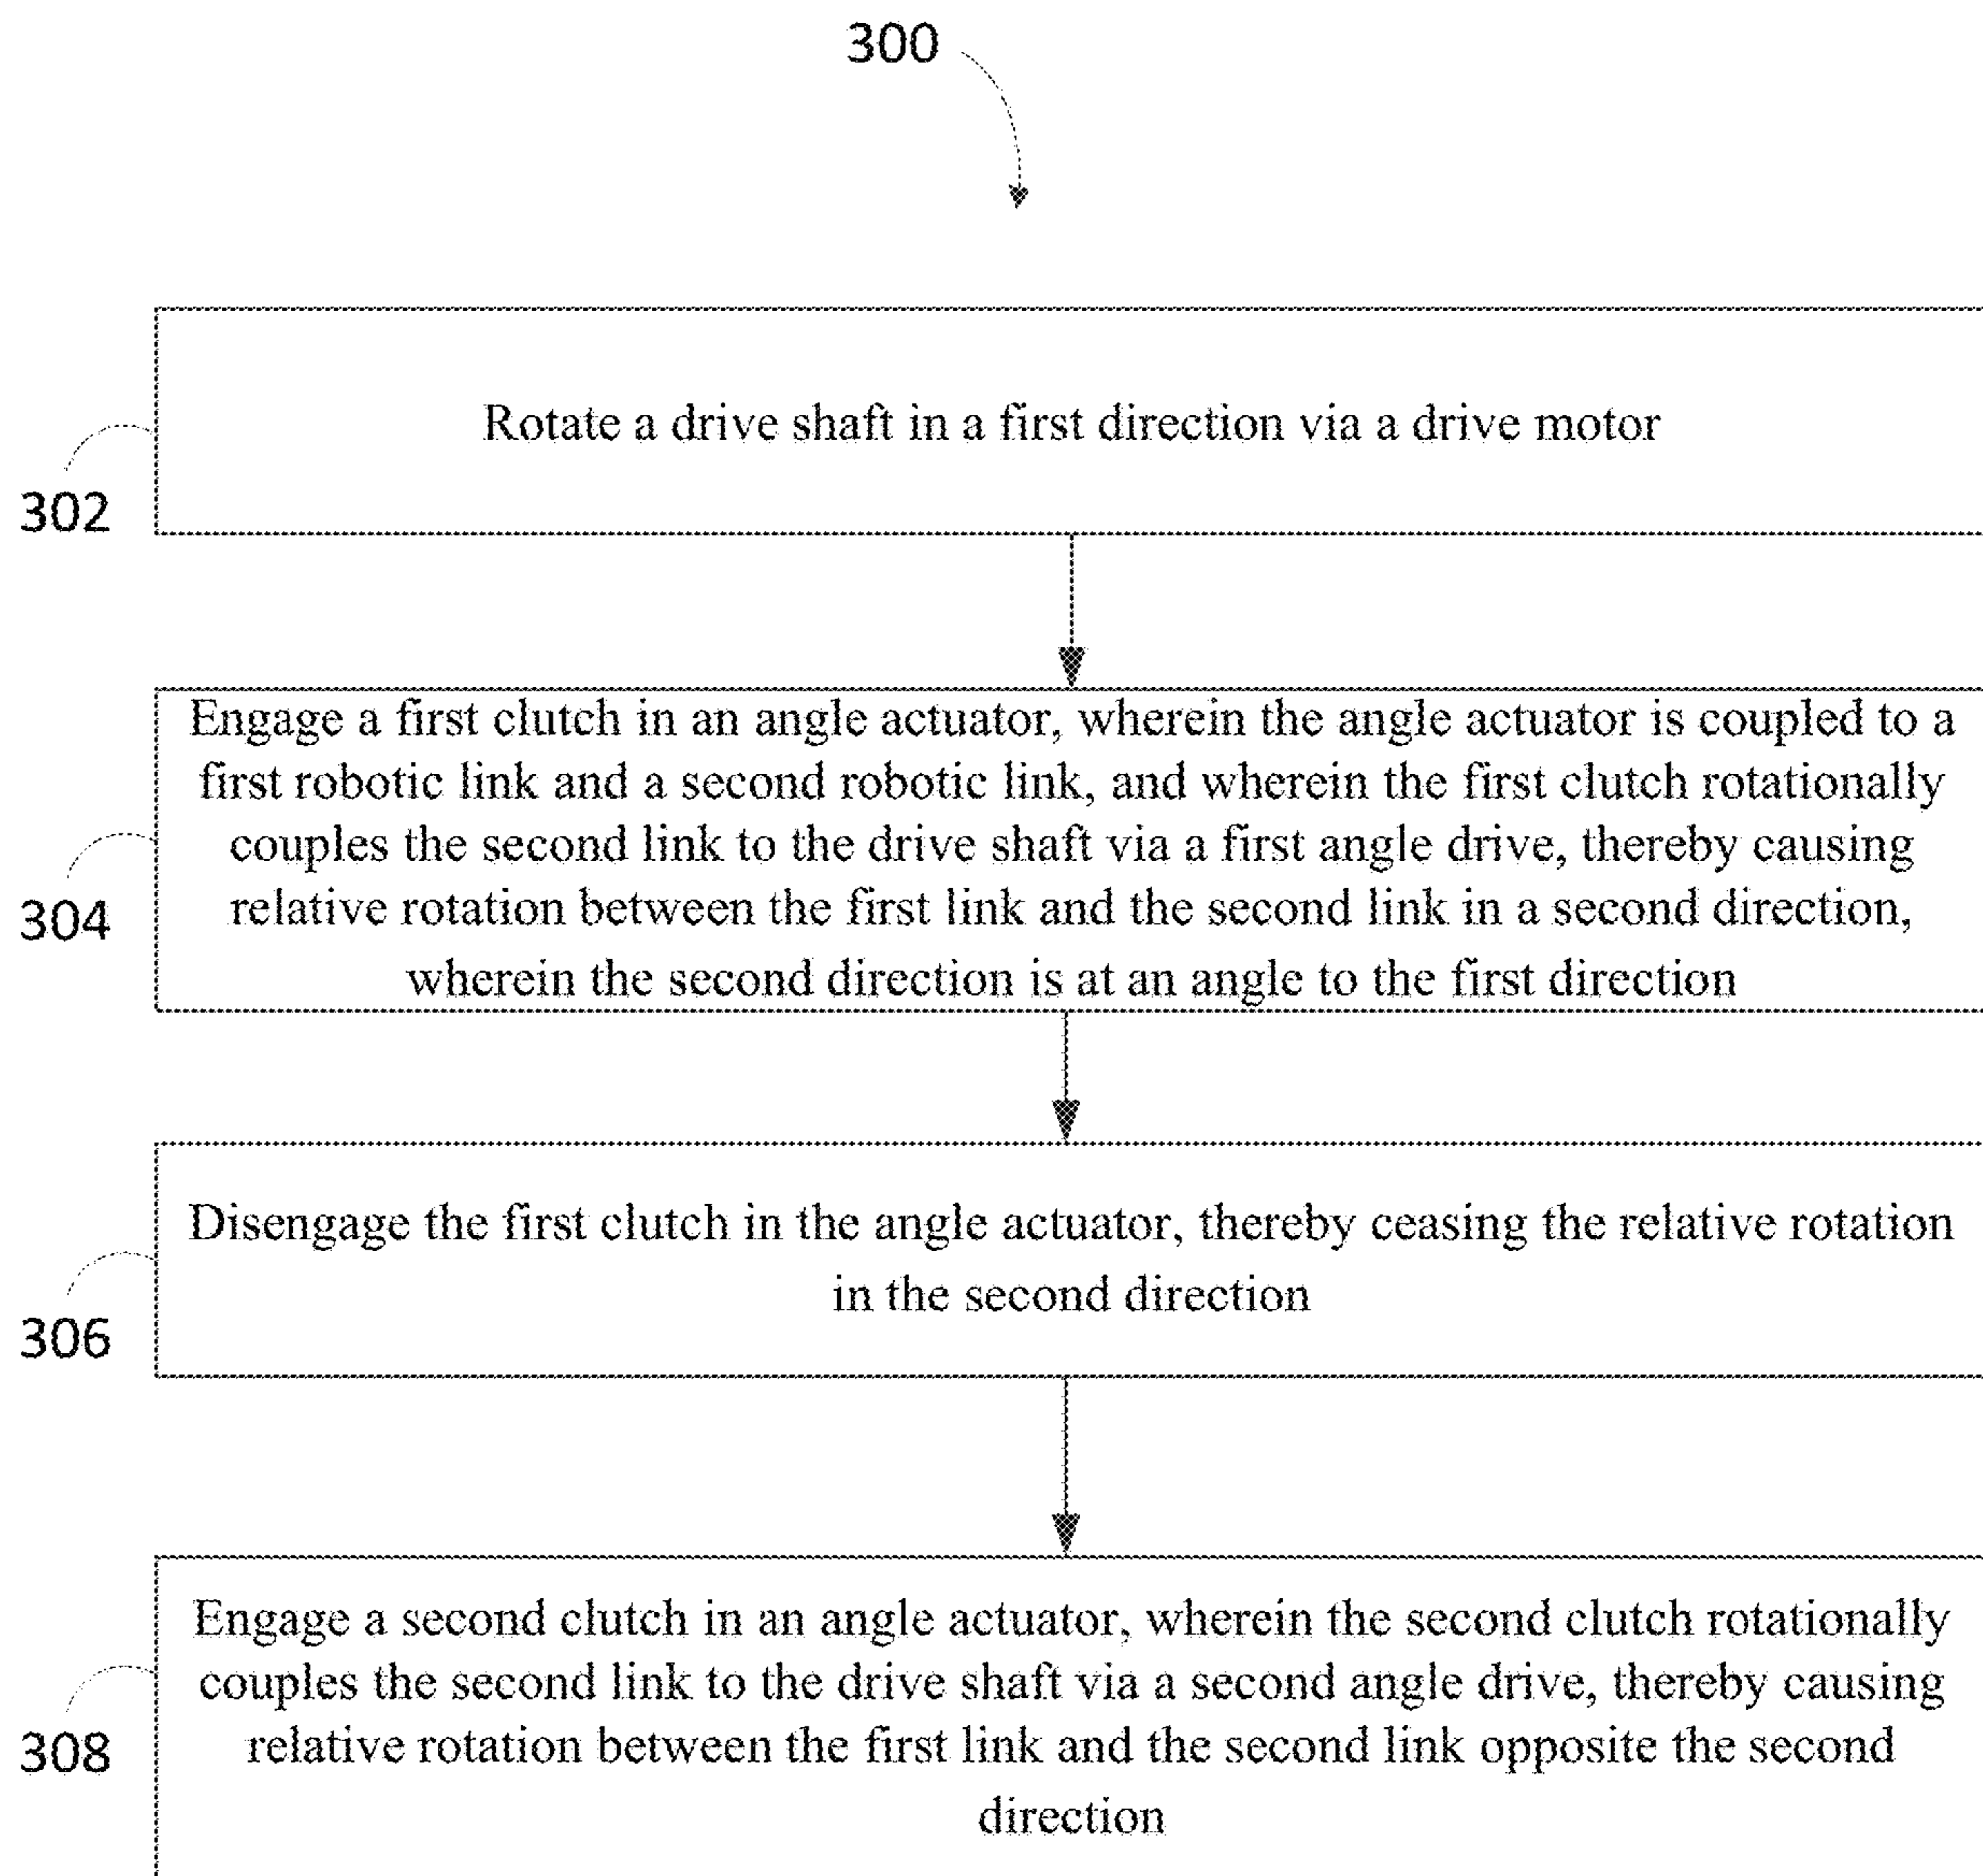 300
Rotate a drive shaft in a first direction via a drive motor
302
Engage a first clutch in an angle actuator, wherein the angle actuator is coupled to a
first robotic link and a second robotic link, and wherein the first clutch rotationally
couples the second link to the drive shaft via a first angle drive, thereby causing
relative rotation between the first link and the second link in a second direction,
wherein the second direction is at an angle to the first direction
304
Disengage the first clutch in the angle actuator, thereby ceasing the relative rotation
in the second direction
306
Engage a second clutch in an angle actuator, wherein the second clutch rotationally
couples the second link to the drive shaft via a second angle drive, thereby causing
relative rotation between the first link and the second link opposite the second
direction
308